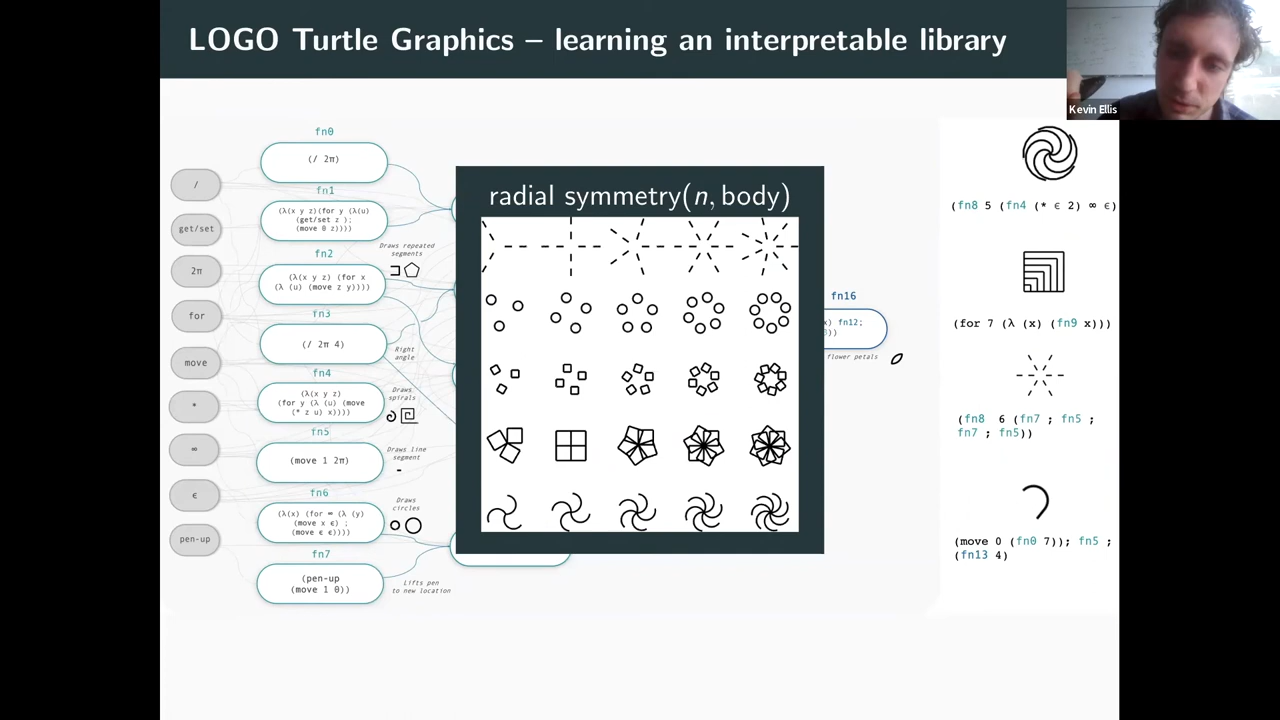 LOGO Turtle Graphics – learning an interpretable library
Kevin Ellis
/
get/set
2π
for
move
*
∞
ϵ
pen-up
fn0
(/ 2π)
fn1
(λ(x y z)(for y (λ(u)
(get/set z );
(move 0 z))))
Draws repeated
segments
fn2
(λ(x y z) (for x
(λ (u) (move z y))))
fn3
(/ 2π 4)
Right
angle
fn4
(λ(x y z)
(for y (λ (u) (move
(* z u) x))))
Draws
spirals
fn5
(move 1 2π)
Draws line
segment
fn6
(λ(x) (for ∞ (λ (y)
(move x ϵ) ;
(move ϵ ϵ))))
Draws
circles
fn7
(pen-up
(move 1 0))
Lifts pen
to new location
radial symmetry(n, body)
fn16
x) fn12;
))
flower petals
(fn8 5 (fn4 (* ϵ 2) ∞ ϵ)
(for 7 (λ (x) (fn9 x)))
(fn8 6 (fn7 ; fn5 ;
fn7 ; fn5))
(move 0 (fn0 7)); fn5 ;
(fn13 4)